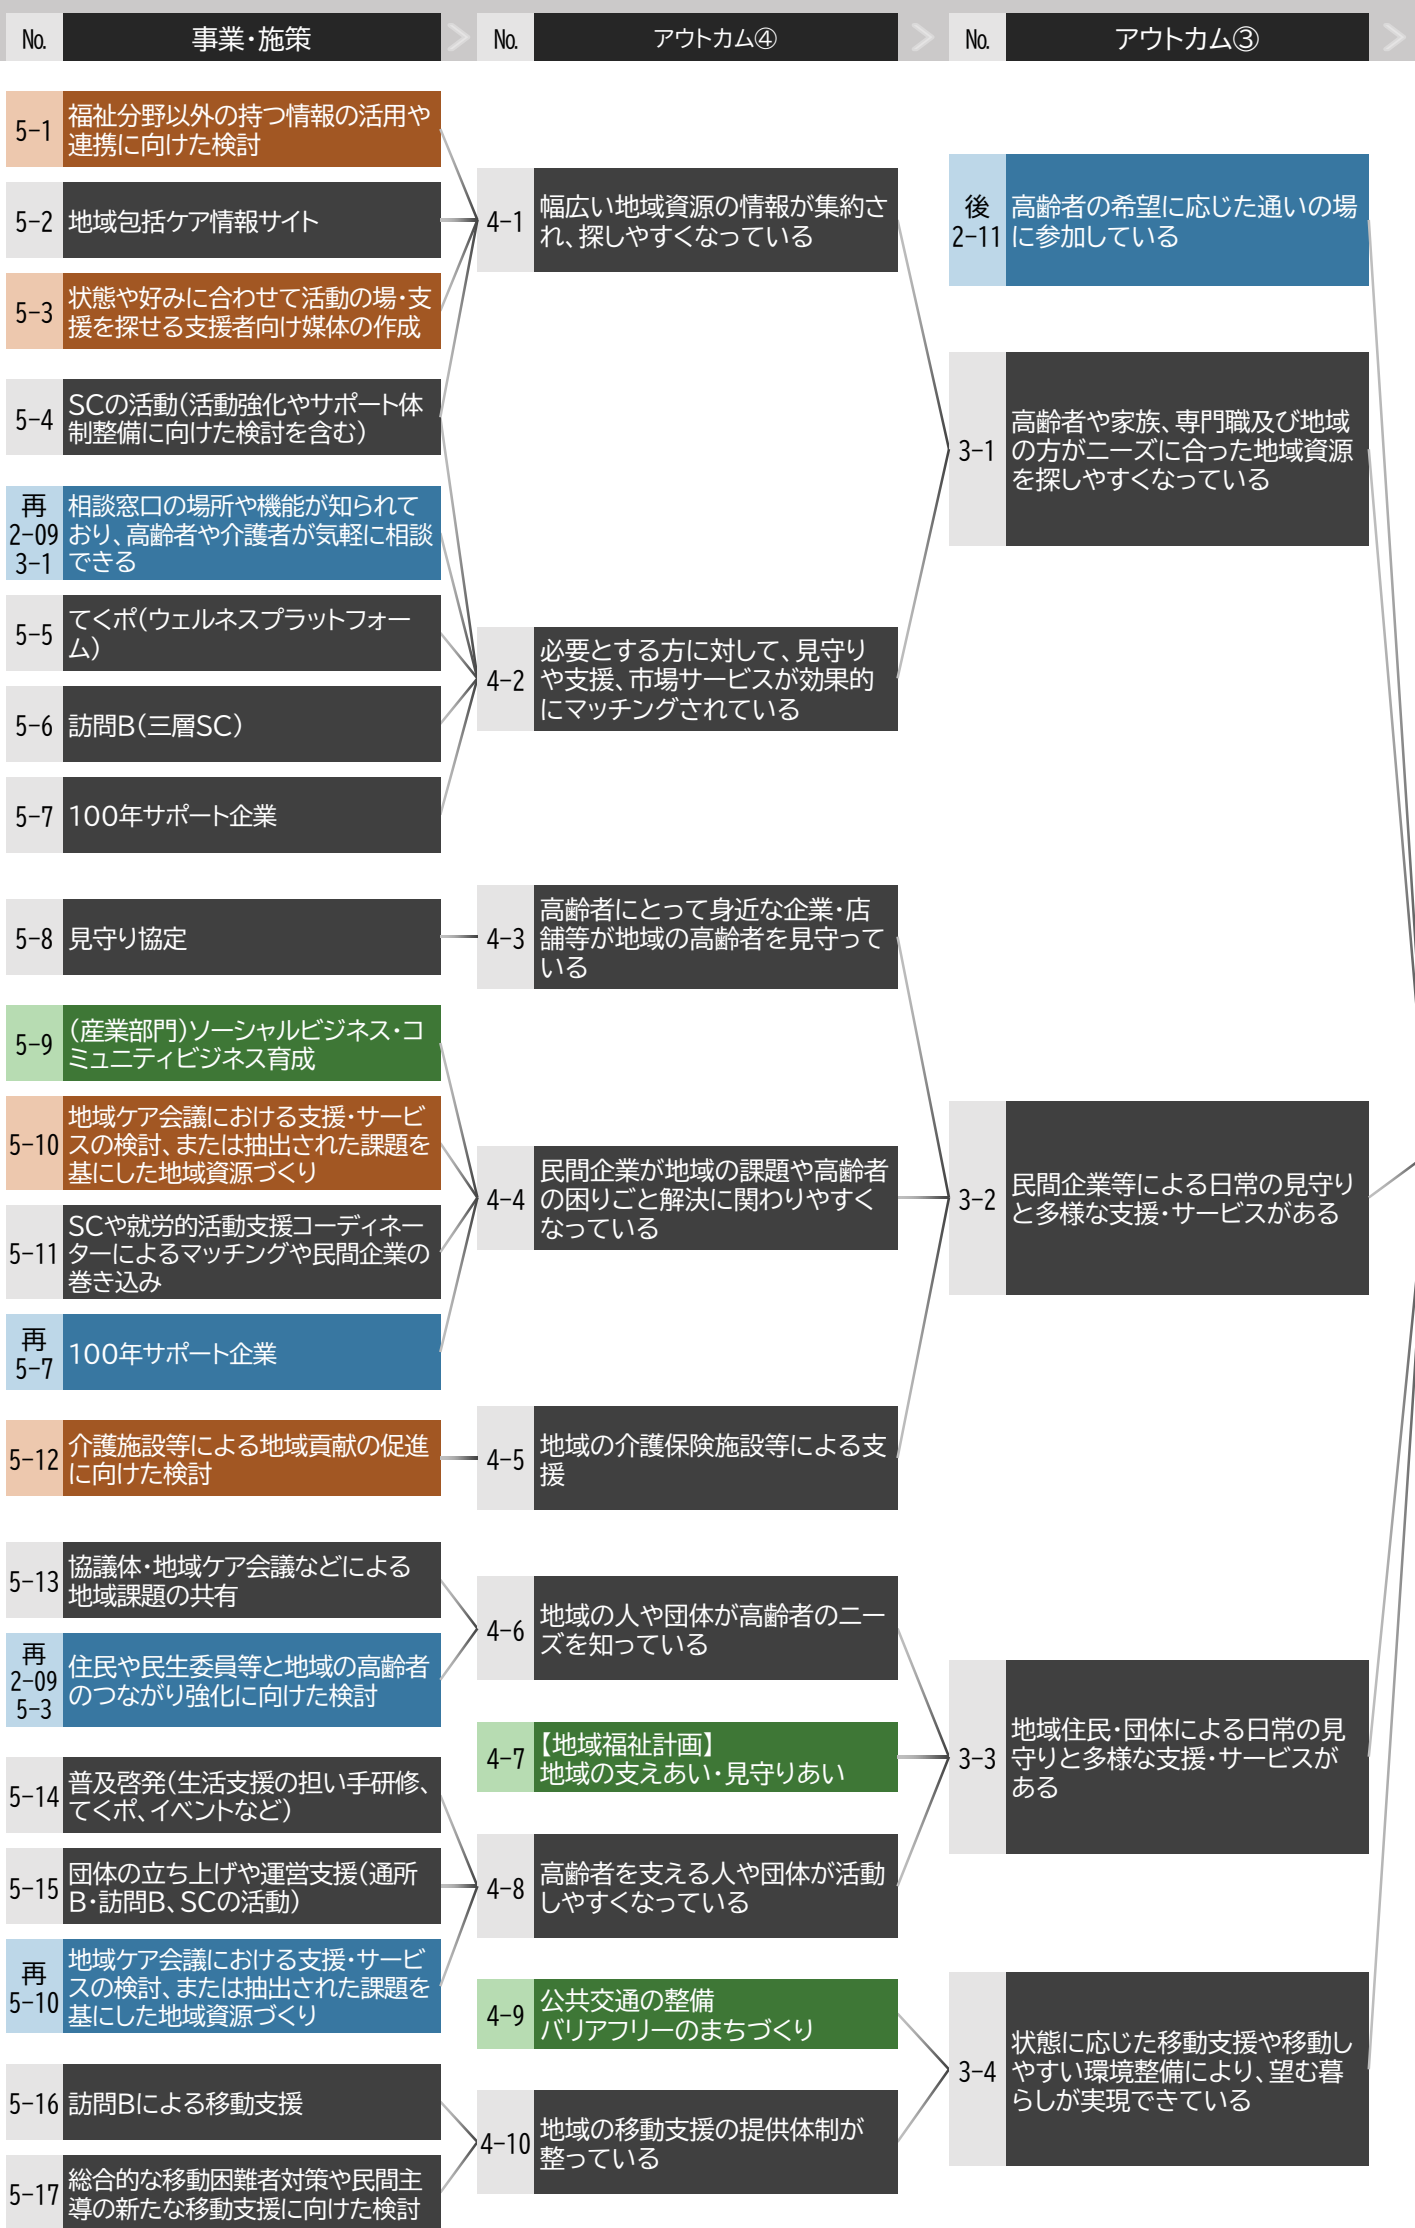 No.
事業・施策
No.
アウトカム④
No.
アウトカム③
5-1
福祉分野以外の持つ情報の活用や
連携に向けた検討
5-2
地域包括ケア情報サイト
5-3
状態や好みに合わせて活動の場・支
援を探せる支援者向け媒体の作成
5-4
SCの活動(活動強化やサポート体
制整備に向けた検討を含む)
再
2-09
3-1
相談窓口の場所や機能が知られて
おり、高齢者や介護者が気軽に相談
できる
5-5
てくポ(ウェルネスプラットフォー
ム)
5-6
訪問B(三層SC)
5-7
100年サポート企業
5-8
見守り協定
5-9
(産業部門)ソーシャルビジネス・コ
ミュニティビジネス育成
5-10
地域ケア会議における支援・サービ
スの検討、または抽出された課題を
基にした地域資源づくり
5-11
SCや就労的活動支援コーディネー
ターによるマッチングや民間企業の
巻き込み
再
5-7
100年サポート企業
5-12
介護施設等による地域貢献の促進
に向けた検討
5-13
協議体・地域ケア会議などによる
地域課題の共有
再
2-09
5-3
住民や民生委員等と地域の高齢者
のつながり強化に向けた検討
5-14
普及啓発(生活支援の担い手研修、
てくポ、イベントなど)
5-15
団体の立ち上げや運営支援(通所
B・訪問B、SCの活動)
再
5-10
地域ケア会議における支援・サービ
スの検討、または抽出された課題を
基にした地域資源づくり
5-16
訪問Bによる移動支援
5-17
総合的な移動困難者対策や民間主
導の新たな移動支援に向けた検討
4-1
幅広い地域資源の情報が集約さ
れ、探しやすくなっている
4-2
必要とする方に対して、見守り
や支援、市場サービスが効果的
にマッチングされている
4-3
高齢者にとって身近な企業・店
舗等が地域の高齢者を見守って
いる
4-4
民間企業が地域の課題や高齢者
の困りごと解決に関わりやすく
なっている
4-5
地域の介護保険施設等による支
援
4-6
地域の人や団体が高齢者のニー
ズを知っている
4-7
【地域福祉計画】
地域の支えあい・見守りあい
4-8
高齢者を支える人や団体が活動
しやすくなっている
4-9
公共交通の整備
バリアフリーのまちづくり
4-10
地域の移動支援の提供体制が
整っている
後
2-11
高齢者の希望に応じた通いの場
に参加している
3-1
高齢者や家族、専門職及び地域
の方がニーズに合った地域資源
を探しやすくなっている
3-2
民間企業等による日常の見守り
と多様な支援・サービスがある
3-3
地域住民・団体による日常の見
守りと多様な支援・サービスが
ある
3-4
状態に応じた移動支援や移動し
やすい環境整備により、望む暮
らしが実現できている